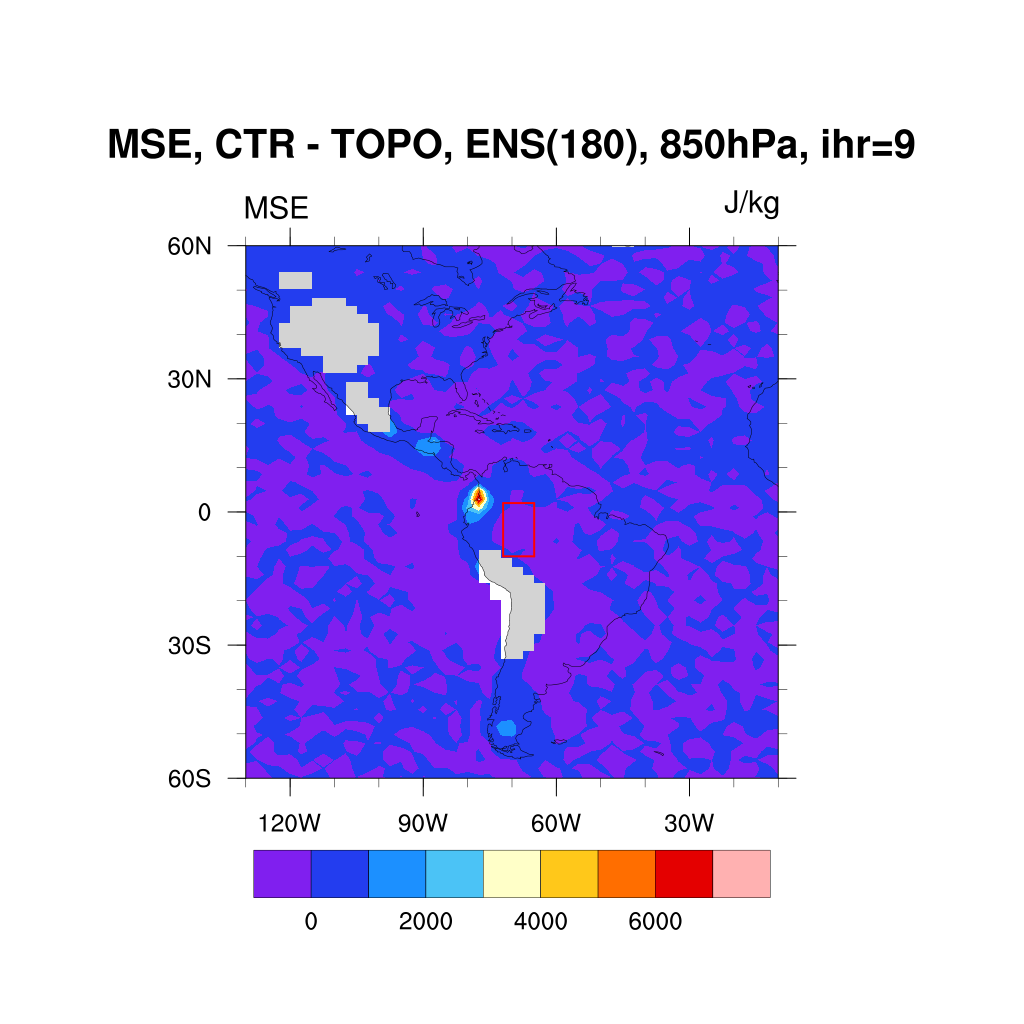 MSE, CTR - TOPO, ENS(180), 850hPa, ihr=9
MSE J/kg
60N
30N
0
30S
60S
120W 90W 60W 30W
0 2000 4000 6000